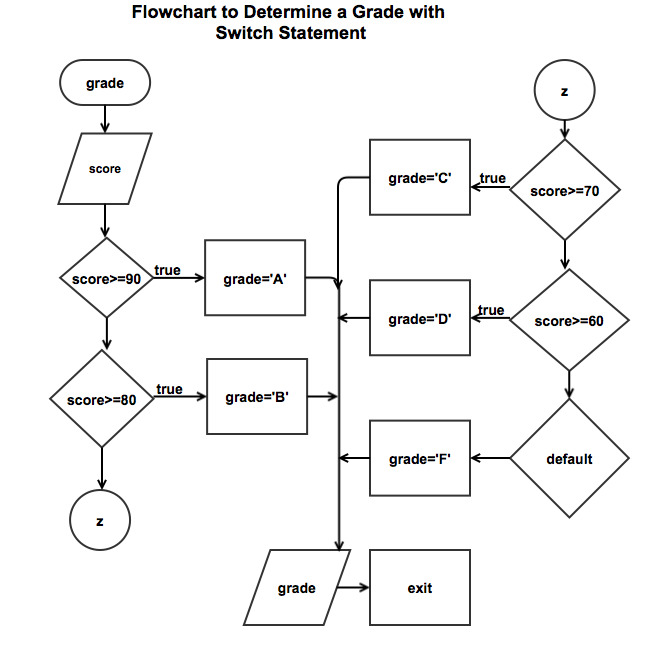 Flowchart to Determine a Grade with
Switch Statement
grade
score
score>=90
true
grade='A'
score>=80
true
grade='B'
z
z
score>=70
true
grade='C'
score>=60
true
grade='D'
default
grade='F'
grade
exit